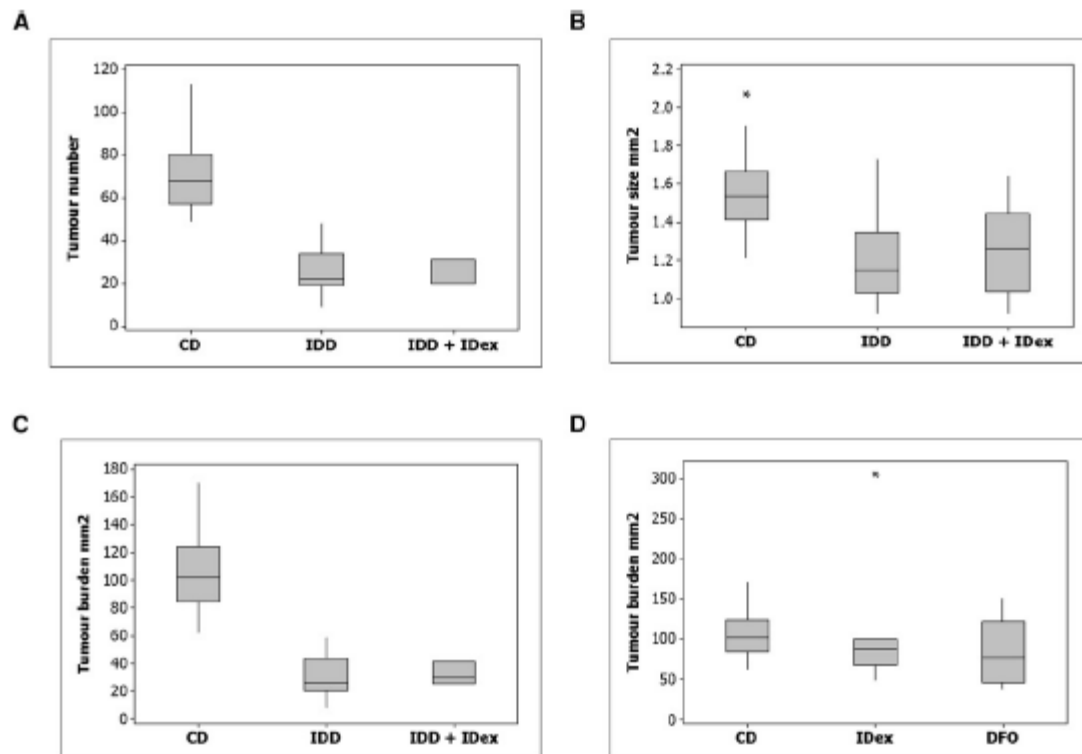 A
Tumour number
120
100
80
60
40
20
0
CD IDD IDD + IDex
B
Tumour size mm2
2.2
2.0
1.8
1.6
1.4
1.2
1.0
CD IDD IDD + IDex
C
Tumour burden mm2
180
160
140
120
100
80
60
40
20
0
CD IDD IDD + IDex
D
Tumour burden mm2
300
250
200
150
100
50
0
CD IDex DFO